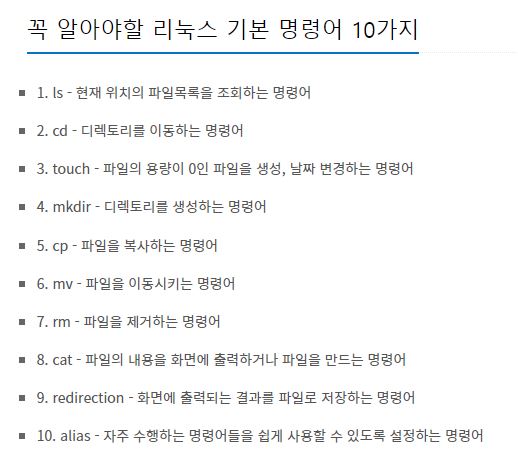 꼭 알아야할 리눅스 기본 명령어 10가지
1. ls - 현재 위치의 파일목록을 조회하는 명령어
2. cd - 디렉토리를 이동하는 명령어
3. touch - 파일의 용량이 0인 파일을 생성, 날짜 변경하는 명령어
4. mkdir - 디렉토리를 생성하는 명령어
5. cp - 파일을 복사하는 명령어
6. mv - 파일을 이동시키는 명령어
7. rm - 파일을 제거하는 명령어
8. cat - 파일의 내용을 화면에 출력하거나 파일을 만드는 명령어
9. redirection - 화면에 출력되는 결과를 파일로 저장하는 명령어
10. alias - 자주 수행하는 명령어들을 쉽게 사용할 수 있도록 설정하는 명령어